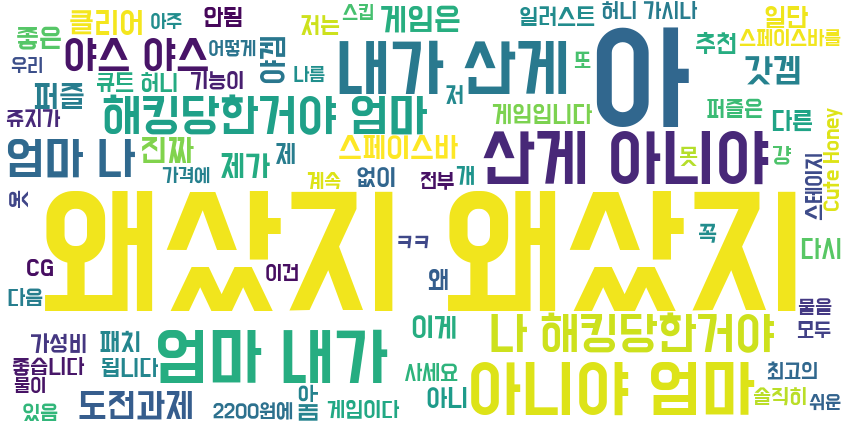 좋은 클리어 아주 안됨 저는 스킵 게임은 일러스트 허니 가시나 일단
우리 야스 야스 어떻게 야겜 나름 내가 산게 또 아 추천 스페이스바를
퍼즐 큐트 허니 기능이 저 갓겜
쥬지가 해킹당한거야 엄마 게임입니다 퍼즐은 다른
엄마 나 진짜 제가 제 스페이스바 산게 아니야 못 걍
옷 가격에 계속 없이 전부 개 스테이지 Cute Honey
왜샀지 왜샀지
CG 이건 ㅋㅋ 왜 꼭 다시
다음 물을
가성비 패치 엄마 내가 이게 나 해킹당한거야 모두
좋습니다 됩니다 사세요 아니야 엄마 최고의
물이 도전과제 아 아니 솔직히 쉬운
있음 2200원에 좀 게임이다